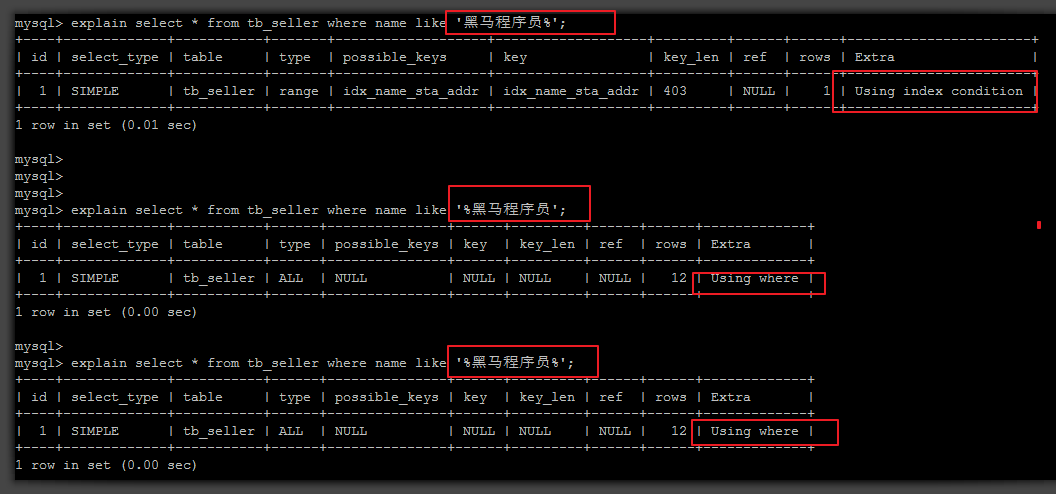 mysql> explain select * from tb_seller where name like '黑马程序员%';
+----+-------------+-----------+-------+-------------------+-------------------+---------+------+------+-----------------------+
| id | select_type | table     | type  | possible_keys     | key               | key_len | ref  | rows | Extra                 |
+----+-------------+-----------+-------+-------------------+-------------------+---------+------+------+-----------------------+
|  1 | SIMPLE      | tb_seller | range | idx_name_sta_addr | idx_name_sta_addr | 403     | NULL |    1 | Using index condition |
+----+-------------+-----------+-------+-------------------+-------------------+---------+------+------+-----------------------+
1 row in set (0.01 sec)
mysql>
mysql>
mysql>
mysql> explain select * from tb_seller where name like '%黑马程序员';
+----+-------------+-----------+------+---------------+------+---------+------+------+-------------+
| id | select_type | table     | type | possible_keys | key  | key_len | ref  | rows | Extra       |
+----+-------------+-----------+------+---------------+------+---------+------+------+-------------+
|  1 | SIMPLE      | tb_seller | ALL  | NULL          | NULL | NULL    | NULL |   12 | Using where |
+----+-------------+-----------+------+---------------+------+---------+------+------+-------------+
1 row in set (0.00 sec)
mysql>
mysql> explain select * from tb_seller where name like '%黑马程序员%';
+----+-------------+-----------+------+---------------+------+---------+------+------+-------------+
| id | select_type | table     | type | possible_keys | key  | key_len | ref  | rows | Extra       |
+----+-------------+-----------+------+---------------+------+---------+------+------+-------------+
|  1 | SIMPLE      | tb_seller | ALL  | NULL          | NULL | NULL    | NULL |   12 | Using where |
+----+-------------+-----------+------+---------------+------+---------+------+------+-------------+
1 row in set (0.00 sec)